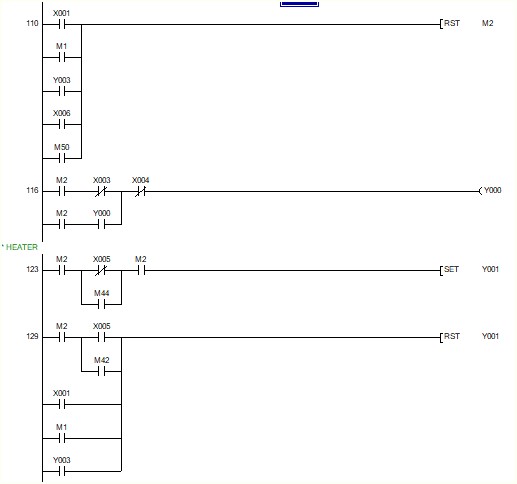 X001
110 RST M2
M1
Y003
X006
M50
M2 X003 X004
116 Y000
M2 Y000
* HEATER
M2 X005 M2
123 SET Y001
M44
M2 X005
129 RST Y001
M42
X001
M1
Y003